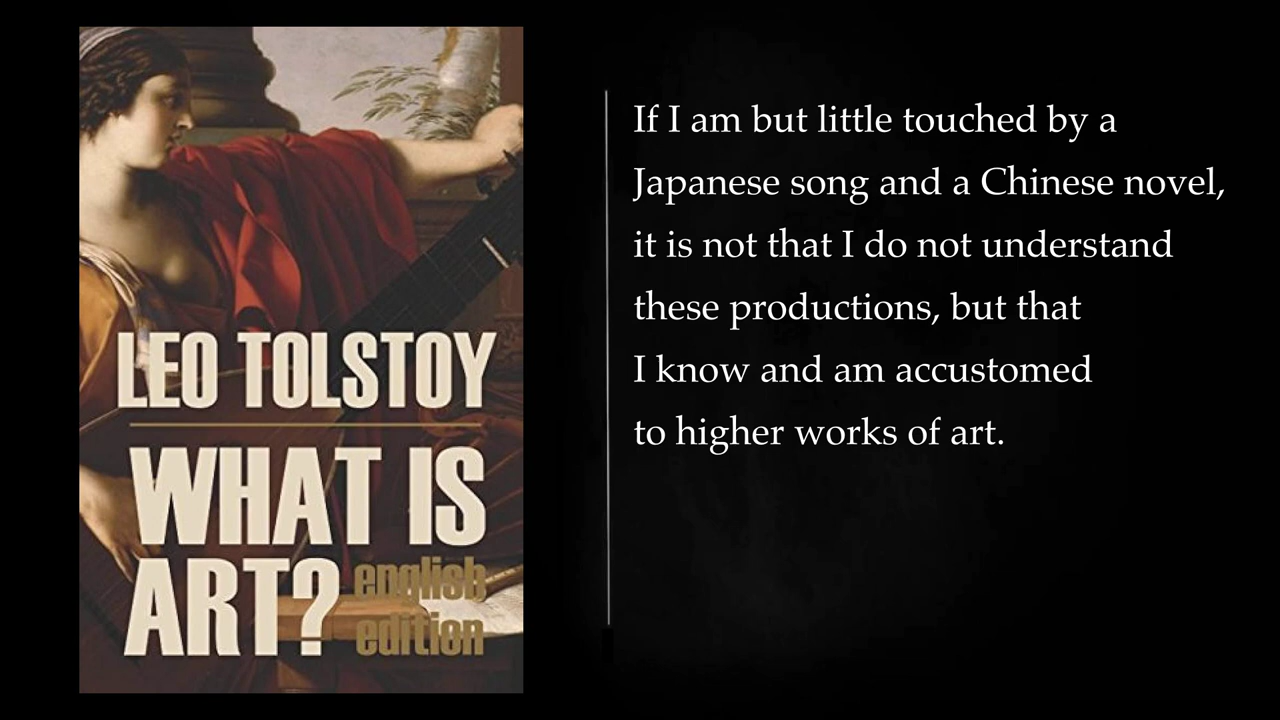 LEO TOLSTOY
WHAT IS
ART?
english
edition
If I am but little touched by a
Japanese song and a Chinese novel,
it is not that I do not understand
these productions, but that
I know and am accustomed
to higher works of art.